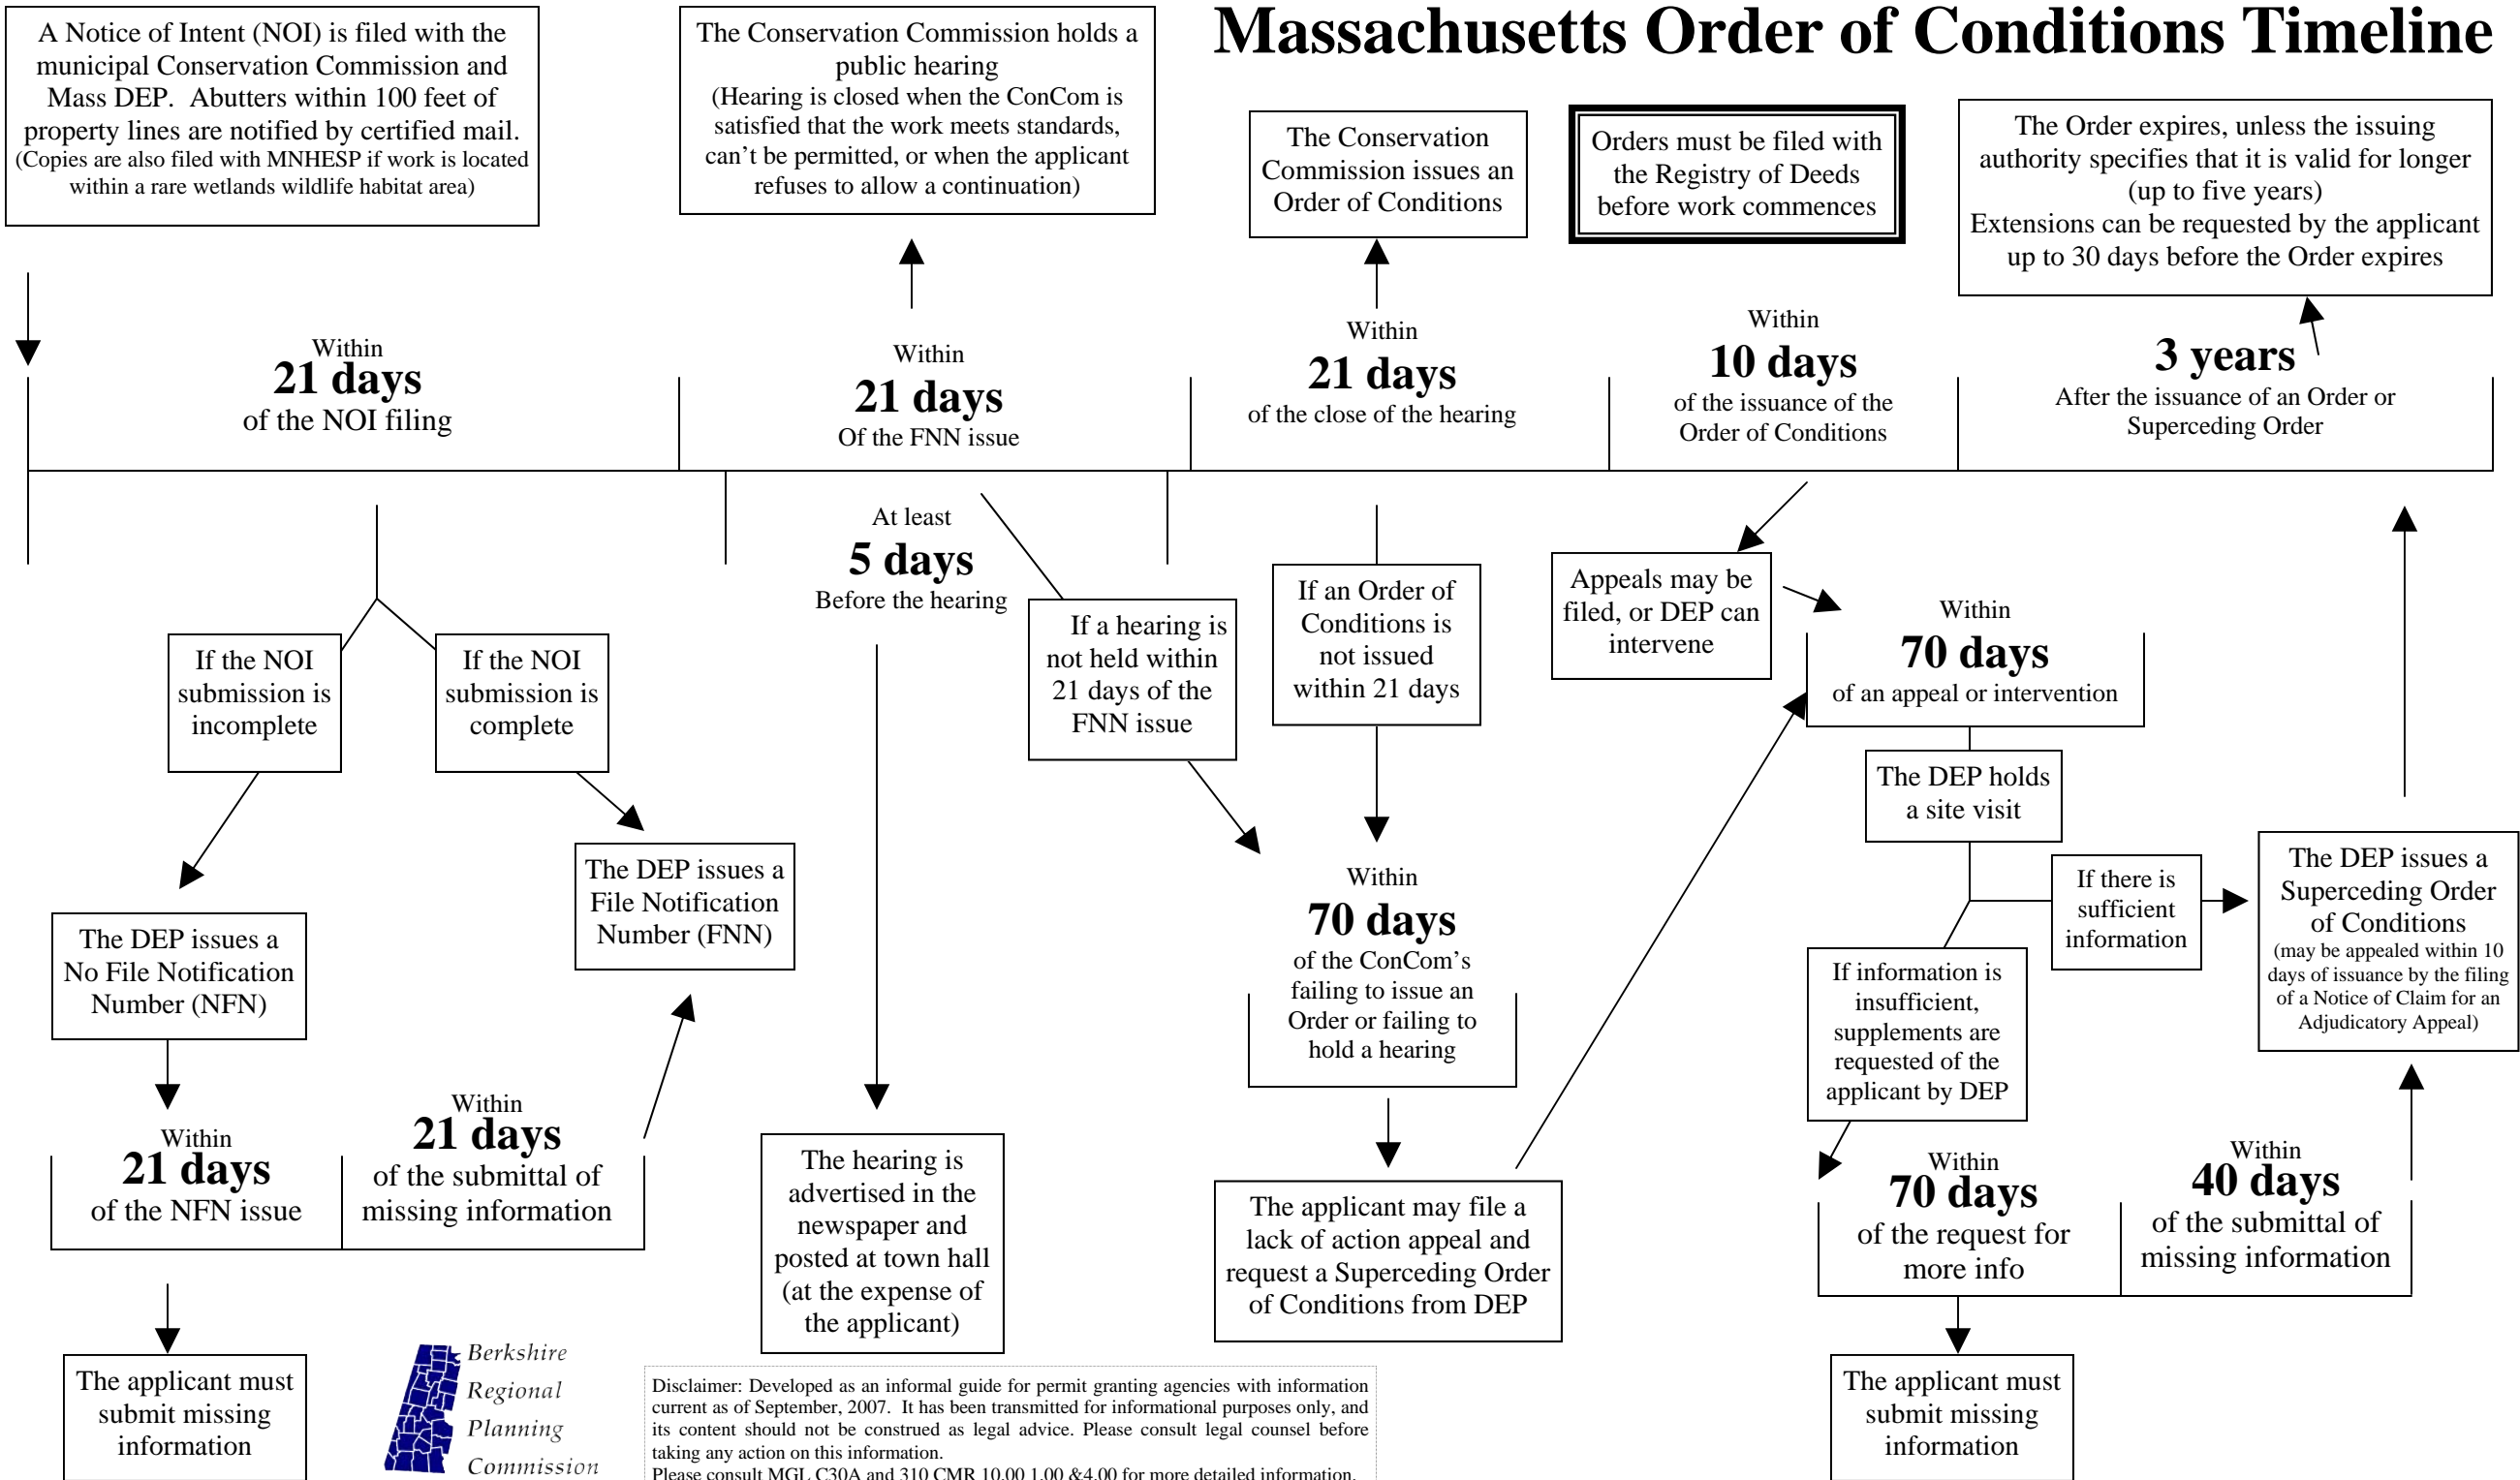 Massachusetts Order of Conditions Timeline
A Notice of Intent (NOI) is filed with the
municipal Conservation Commission and
Mass DEP. Abutters within 100 feet of
property lines are notified by certified mail.
(Copies are also filed with MNHESP if work is located
within a rare wetlands wildlife habitat area)
The Conservation Commission holds a
public hearing
(Hearing is closed when the ConCom is
satisfied that the work meets standards,
can't be permitted, or when the applicant
refuses to allow a continuation)
The Conservation
Commission issues an
Order of Conditions
Orders must be filed with
the Registry of Deeds
before work commences
The Order expires, unless the issuing
authority specifies that it is valid for longer
(up to five years)
Extensions can be requested by the applicant
up to 30 days before the Order expires
Within
21 days
of the NOI filing
Within
21 days
Of the FNN issue
Within
21 days
of the close of the hearing
Within
10 days
of the issuance of the
Order of Conditions
3 years
After the issuance of an Order or
Superceding Order
If the NOI
submission is
incomplete
If the NOI
submission is
complete
At least
5 days
Before the hearing
If a hearing is
not held within
21 days of the
FNN issue
If an Order of
Conditions is
not issued
within 21 days
Appeals may be
filed, or DEP can
intervene
Within
70 days
of an appeal or intervention
The DEP holds
a site visit
The DEP issues a
No File Notification
Number (NFN)
The DEP issues a
File Notification
Number (FNN)
Within
70 days
of the ConCom's
failing to issue an
Order or failing to
hold a hearing
If there is
sufficient
information
The DEP issues a
Superceding Order
of Conditions
(may be appealed within 10
days of issuance by the filing
of a Notice of Claim for an
Adjudicatory Appeal)
If information is
insufficient,
supplements are
requested of the
applicant by DEP
Within
21 days
of the NFN issue
Within
21 days
of the submittal of
missing information
The hearing is
advertised in the
newspaper and
posted at town hall
(at the expense of
the applicant)
The applicant may file a
lack of action appeal and
request a Superceding Order
of Conditions from DEP
Within
70 days
of the request for
more info
Within
40 days
of the submittal of
missing information
The applicant must
submit missing
information
Berkshire
Regional
Planning
Commission
Disclaimer: Developed as an informal guide for permit granting agencies with information
current as of September, 2007. It has been transmitted for informational purposes only, and
its content should not be construed as legal advice. Please consult legal counsel before
taking any action on this information.
Please consult MGL C30A and 310 CMR 10.00 1.00 &4.00 for more detailed information.
The applicant must
submit missing
information